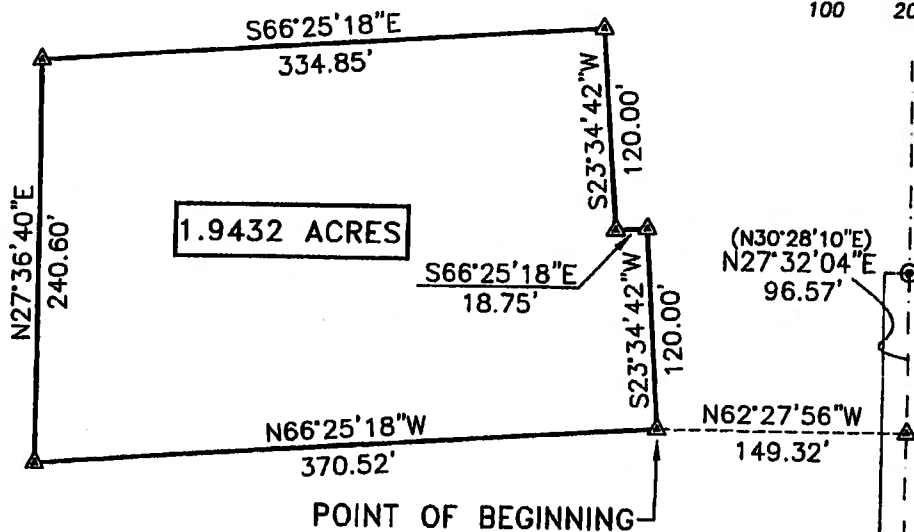 100
S66°25'18"E
334.85'
S23°34'42"W
120.00'
N27°36'40"E
240.60'
1.9432 ACRES
S66°25'18"E
18.75'
S23°34'42"W
120.00'
(N30°28'10"E)
N27°32'04"E
96.57'
N66°25'18"W
370.52'
N62°27'56"W
149.32'
POINT OF BEGINNING